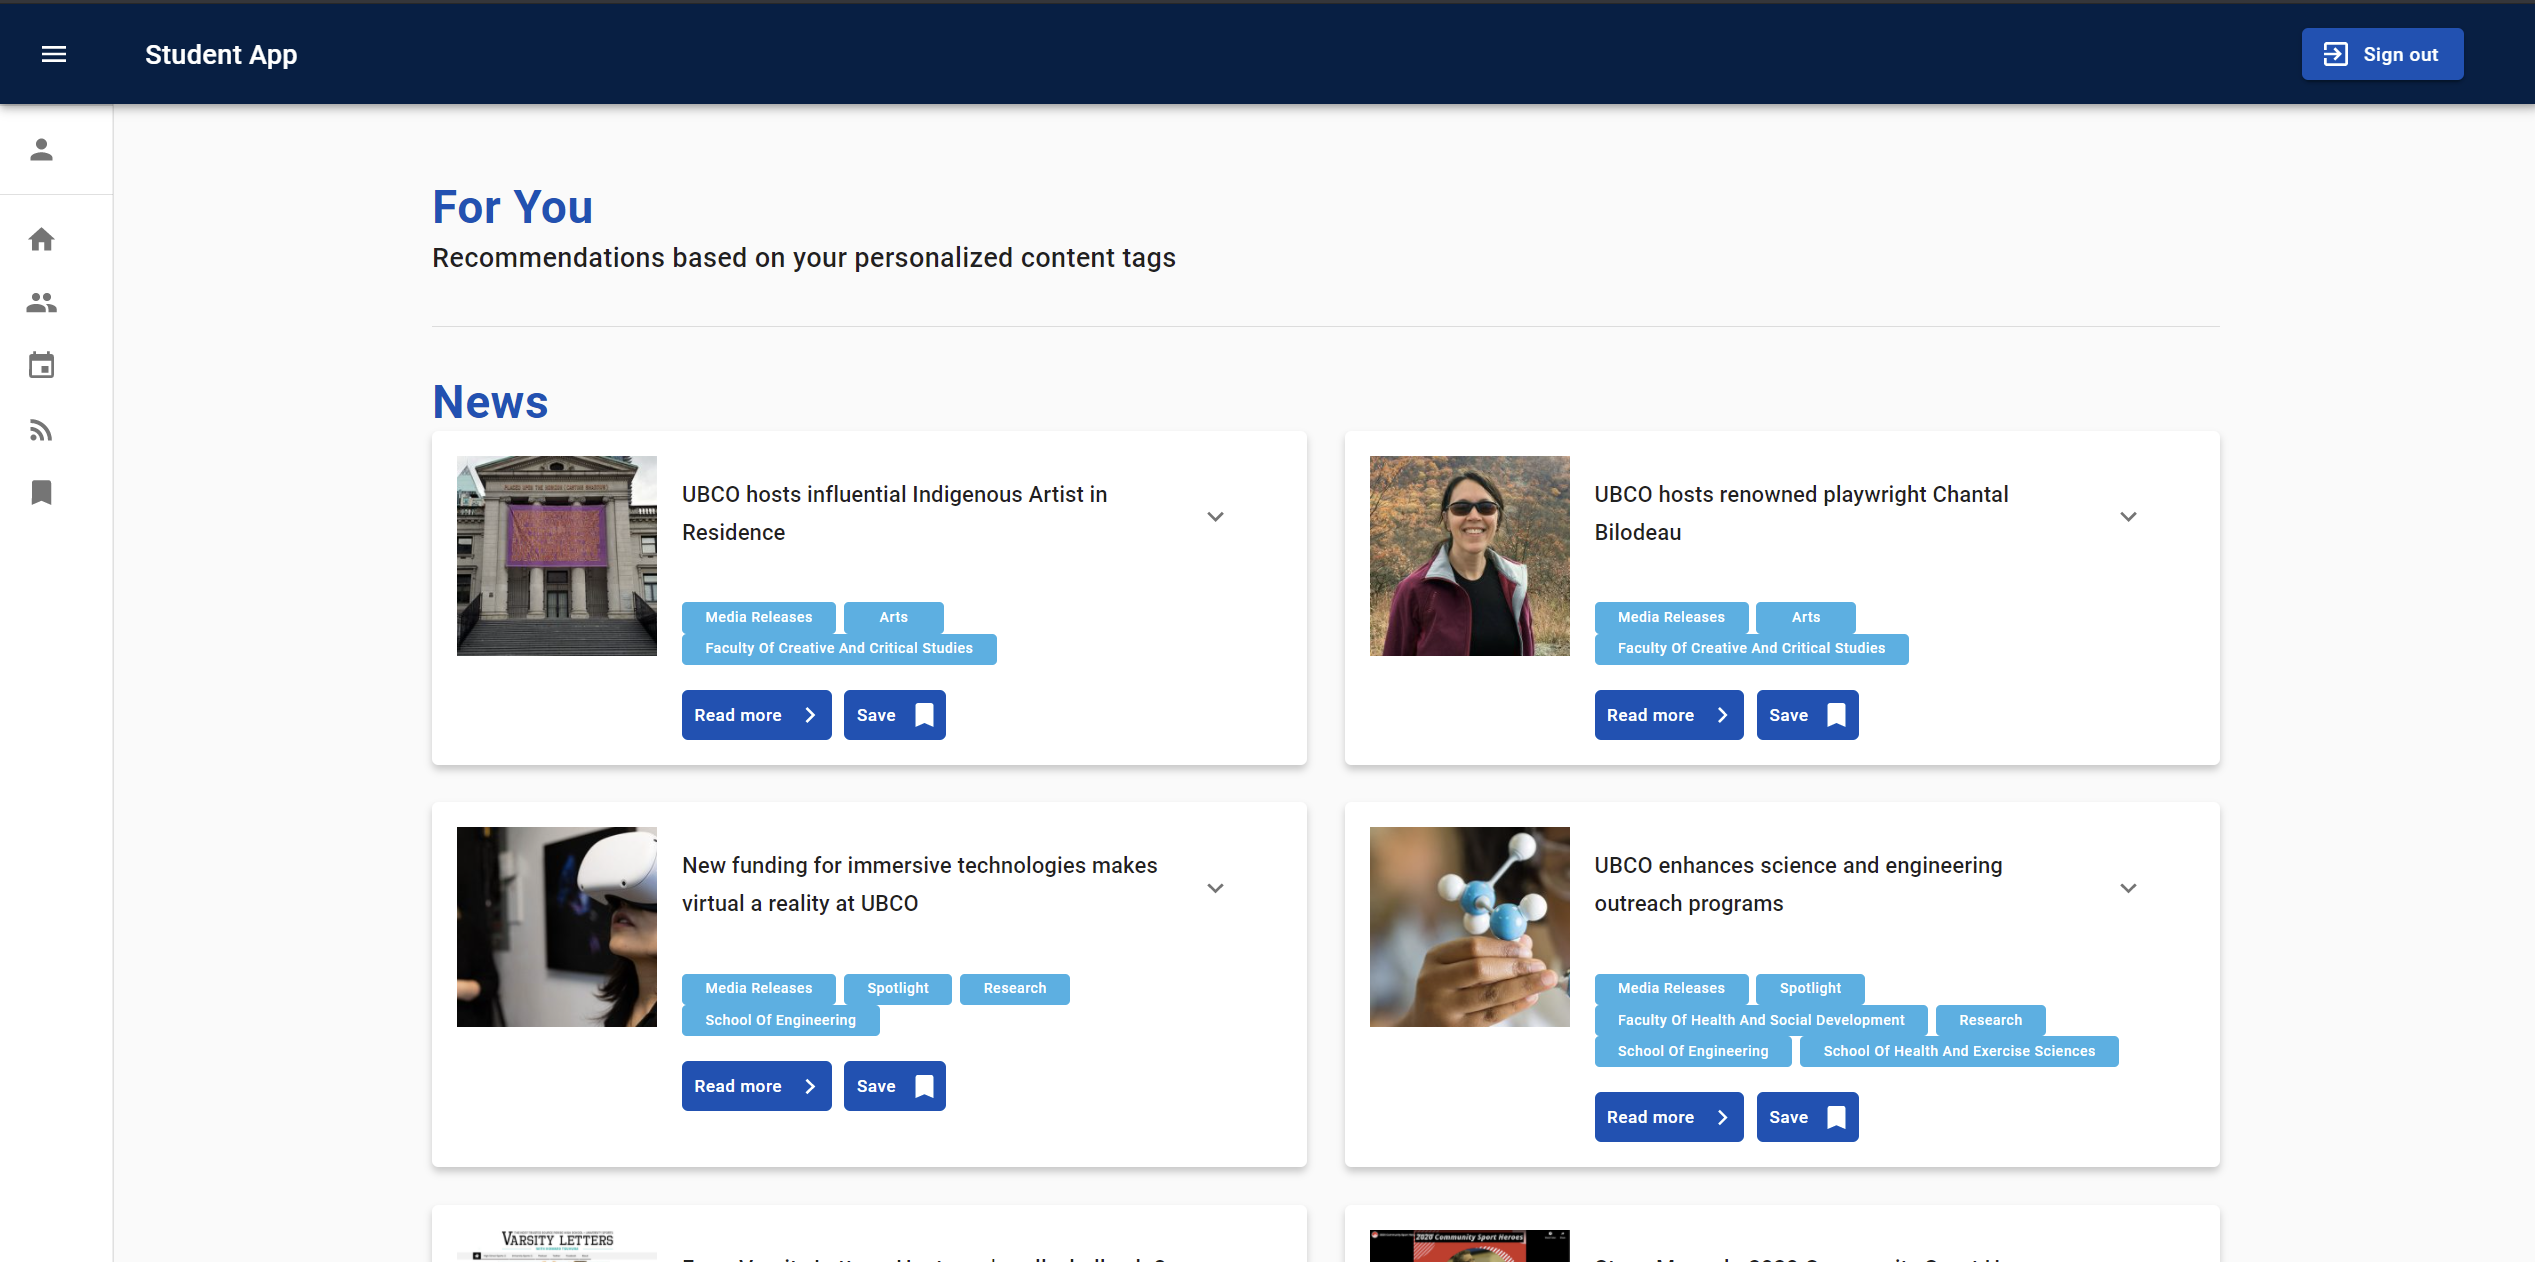 Student App
Sign out
For You
Recommendations based on your personalized content tags
News
UBCO hosts influential Indigenous Artist in
Residence
Media Releases
Arts
Faculty Of Creative And Critical Studies
Read more
Save
UBCO hosts renowned playwright Chantal
Bilodeau
Media Releases
Arts
Faculty Of Creative And Critical Studies
Read more
Save
New funding for immersive technologies makes
virtual a reality at UBCO
Media Releases
Spotlight
Research
School Of Engineering
Read more
Save
UBCO enhances science and engineering
outreach programs
Media Releases
Spotlight
Faculty Of Health And Social Development
Research
School Of Engineering
School Of Health And Exercise Sciences
Read more
Save
VARSITY LETTERS
2020 Community Sport Heroes